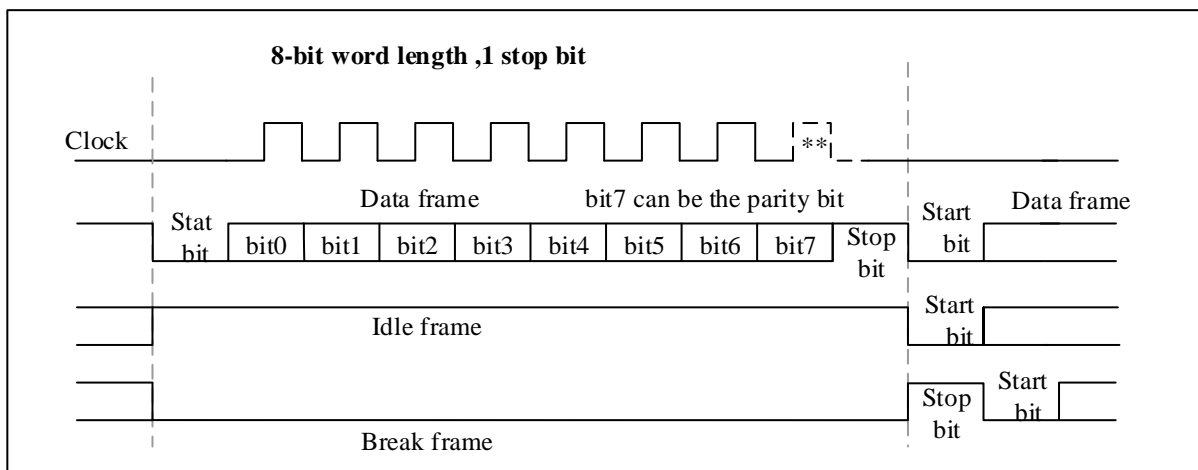 8-bit word length ,1 stop bit
Clock
**
Data frame
bit7 can be the parity bit
Stat
bit
bit0
bit1
bit2
bit3
bit4
bit5
bit6
bit7
Stop
bit
Start
bit
Data frame
Idle frame
Start
bit
Break frame
Stop
bit
Start
bit